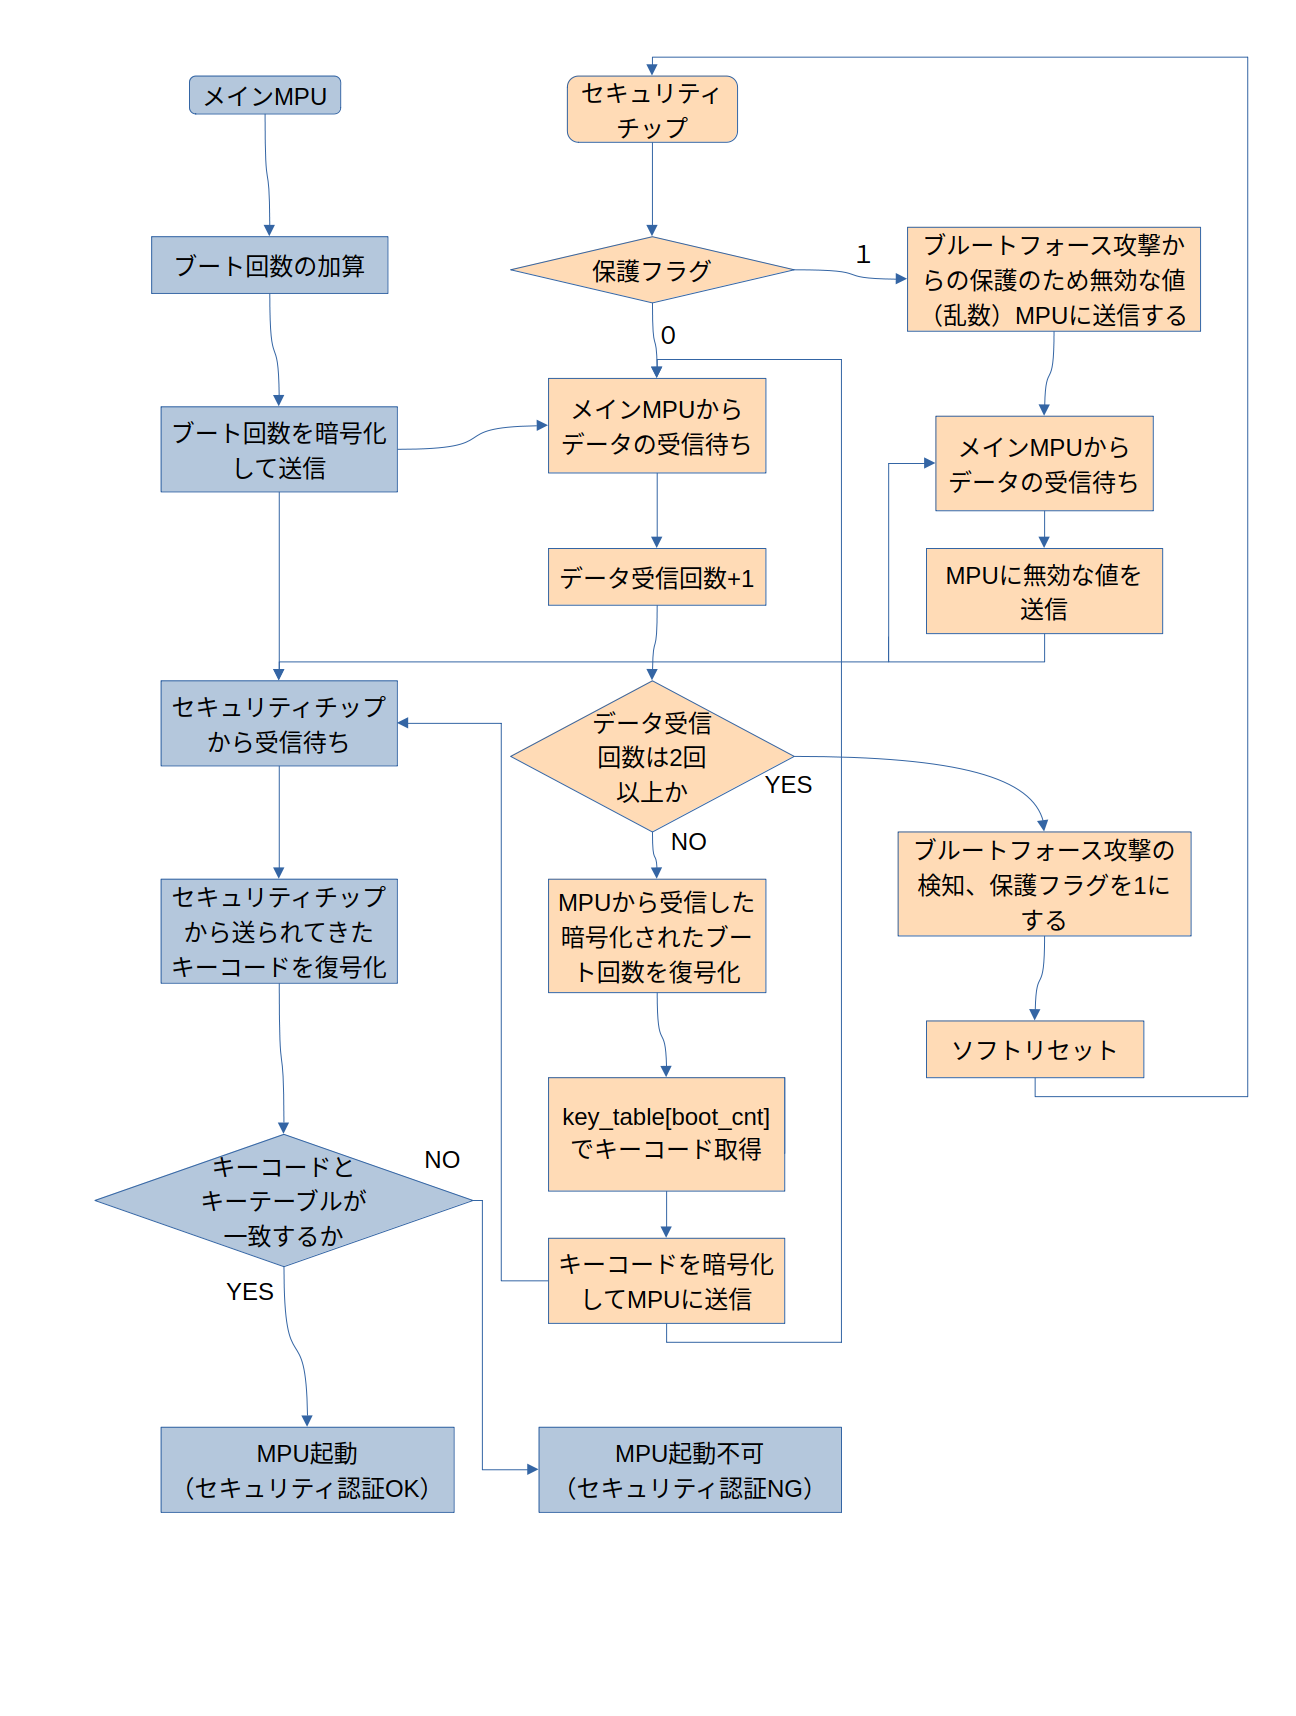 メインMPU
セキュリティ
チップ
ブート回数の加算
保護フラグ
１
ブルートフォース攻撃か
らの保護のため無効な値
（乱数）MPUに送信する
０
ブート回数を暗号化
して送信
メインMPUから
データの受信待ち
メインMPUから
データの受信待ち
データ受信回数+1
MPUに無効な値を
送信
セキュリティチップ
から受信待ち
データ受信
回数は2回
以上か
YES
NO
ブルートフォース攻撃の
検知、保護フラグを1に
する
セキュリティチップ
から送られてきた
キーコードを復号化
MPUから受信した
暗号化されたブー
ト回数を復号化
ソフトリセット
key_table[boot_cnt]
でキーコード取得
キーコードと
キーテーブルが
一致するか
NO
YES
キーコードを暗号化
してMPUに送信
MPU起動
（セキュリティ認証OK）
MPU起動不可
（セキュリティ認証NG）